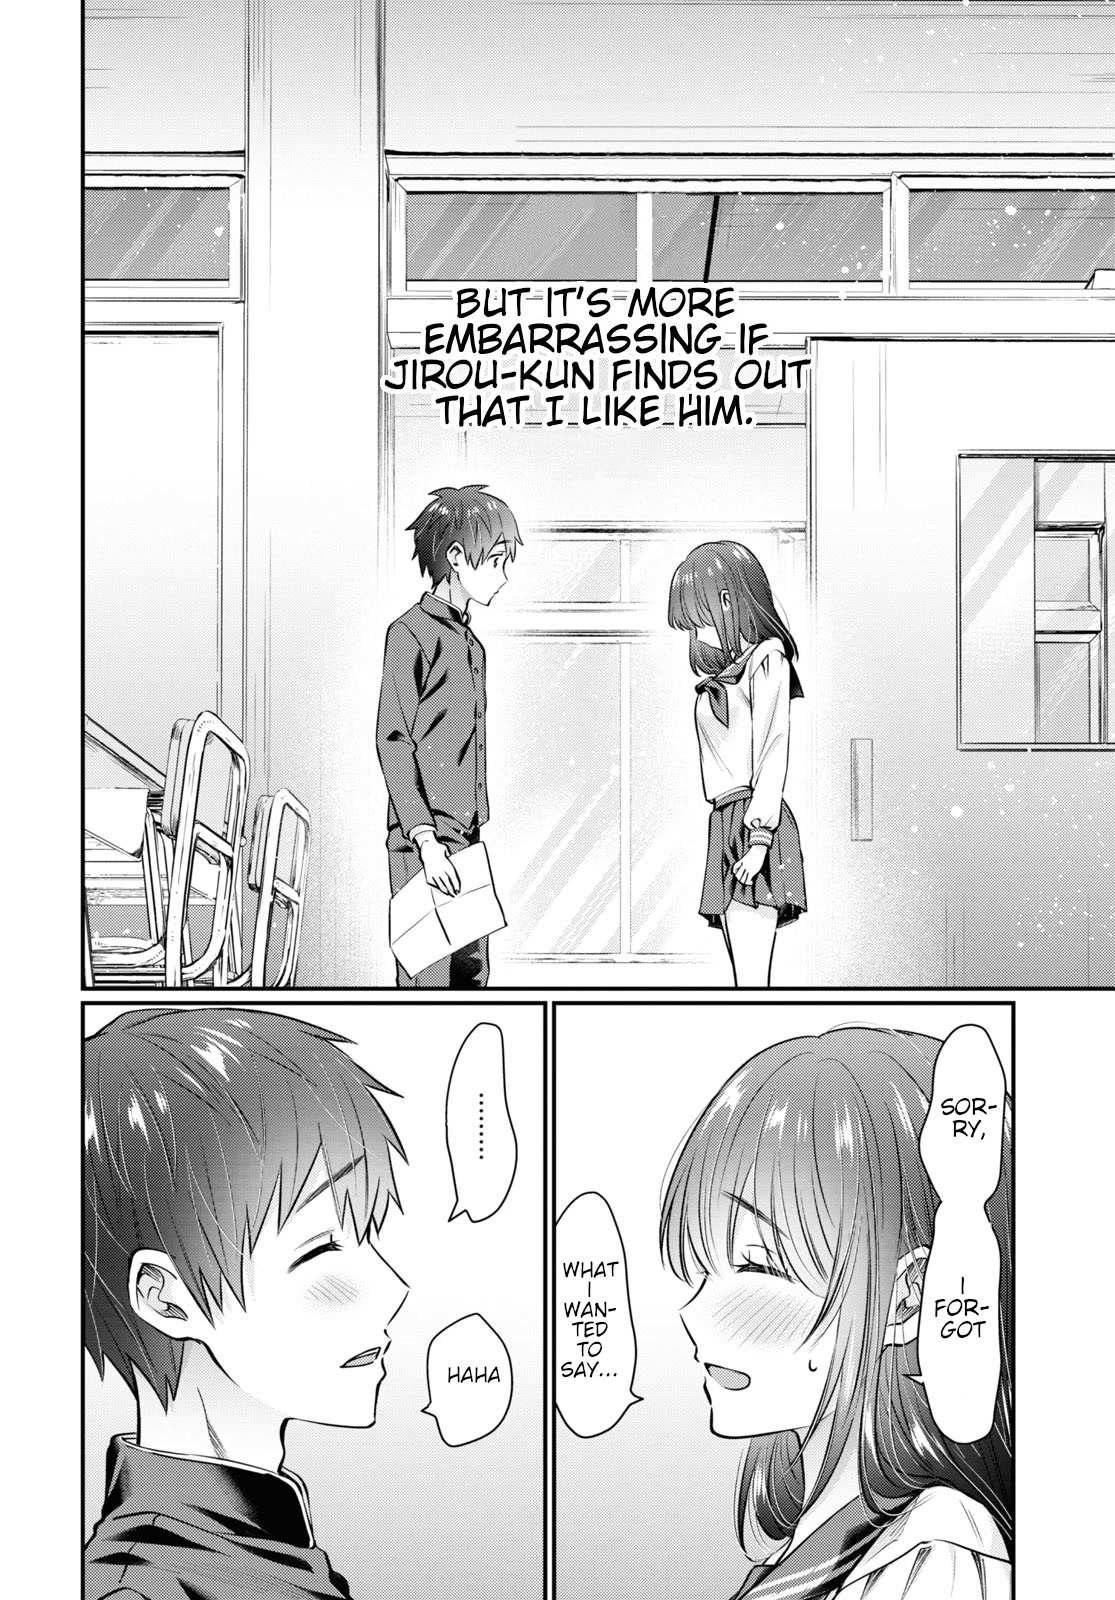 BUT IT'S MORE
EMBARRASSING IF
JIROU-KUN FINDS OUT
THAT I LIKE HIM.
SOR-
RY,
I
FOR-
GOT
WHAT
I
WAN-
TED
TO
SAY...
.........
HAHA